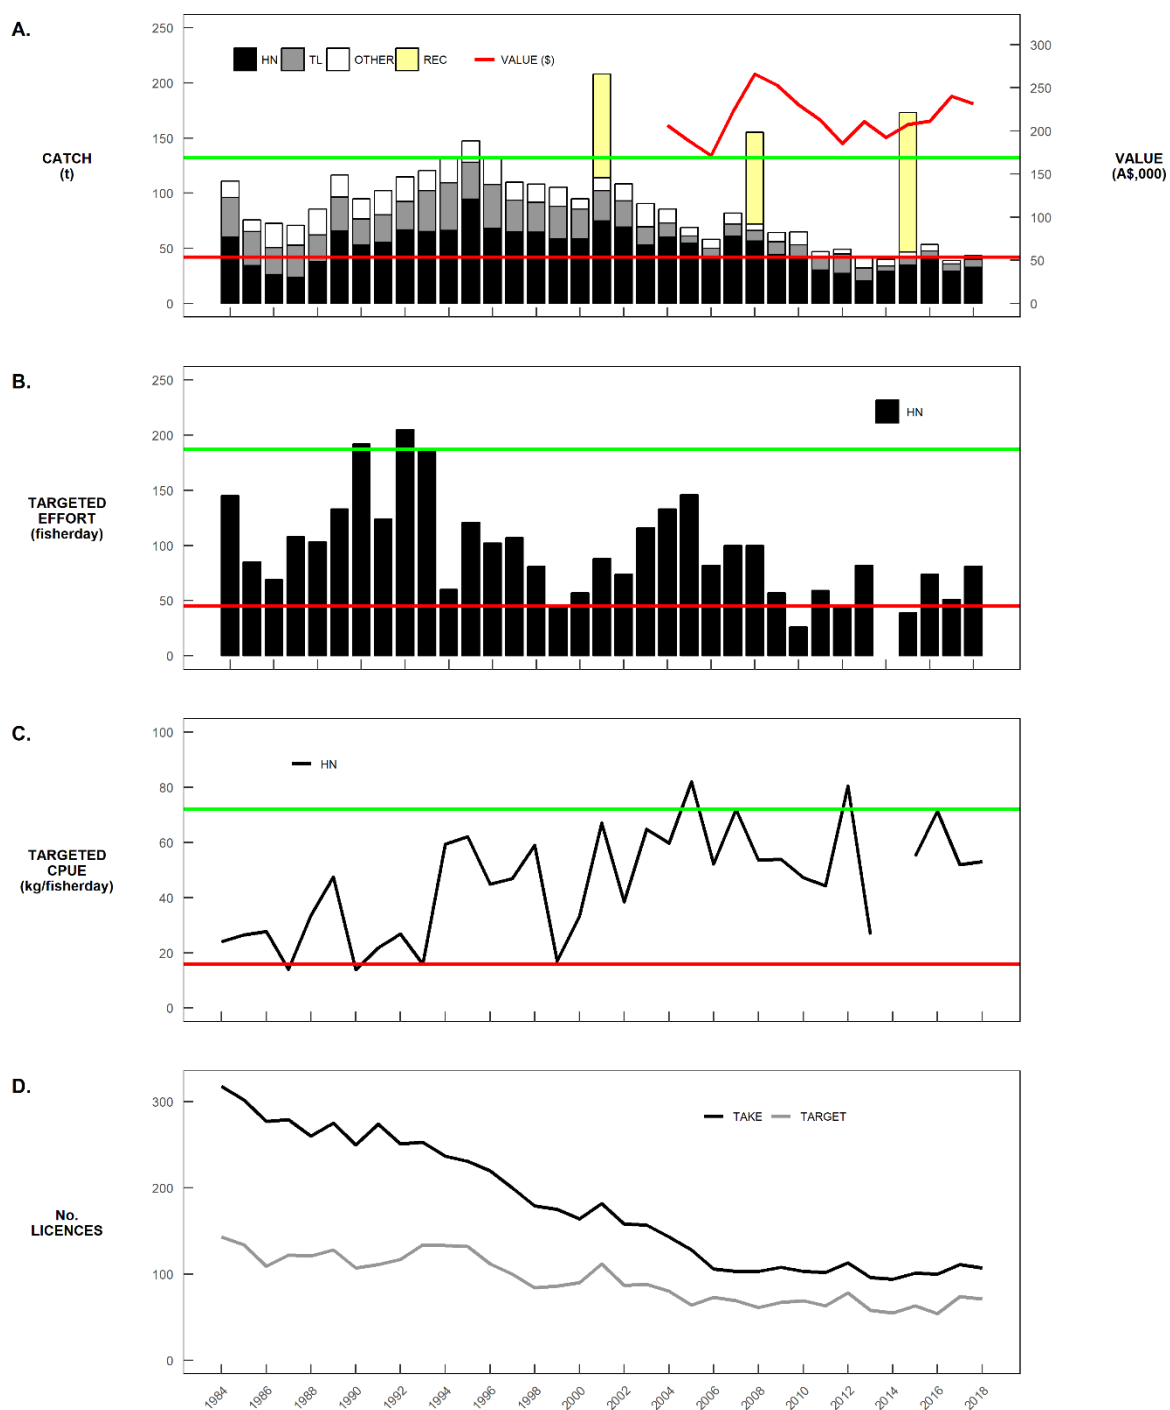 A.
250
200
150
100
50
0
CATCH
(t)
HN TL OTHER REC VALUE ($)
300
250
200
150
100
50
0
VALUE
(A$,000)
B.
250
200
150
100
50
0
TARGETED
EFFORT
(fisherday)
HN
C.
100
80
60
40
20
0
TARGETED
CPUE
(kg/fisherday)
HN
D.
300
200
100
0
No.
LICENCES
TAKE TARGET
1984 1986 1988 1990 1992 1994 1996 1998 2000 2002 2004 2006 2008 2010 2012 2014 2016 2018